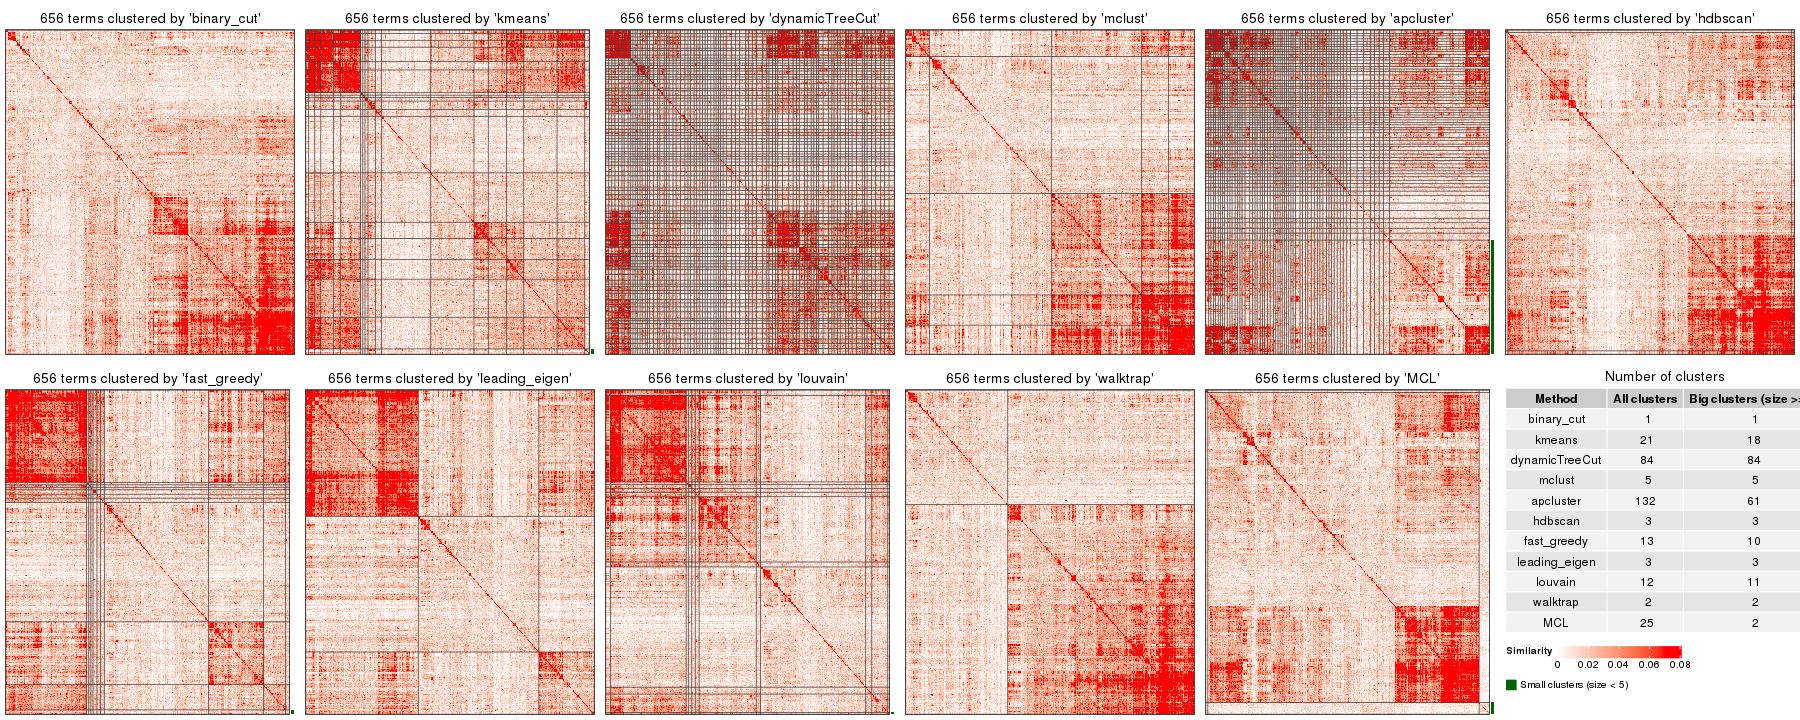 656 terms clustered by 'binary_cut'
656 terms clustered by 'kmeans'
656 terms clustered by 'dynamicTreeCut'
656 terms clustered by 'mclust'
656 terms clustered by 'apcluster'
656 terms clustered by 'hdbscan'
656 terms clustered by 'fast_greedy'
656 terms clustered by 'leading_eigen'
656 terms clustered by 'louvain'
656 terms clustered by 'walktrap'
656 terms clustered by 'MCL'
Number of clusters
Method All clusters Big clusters (size >=
binary_cut 1 1
kmeans 21 18
dynamicTreeCut 84 84
mclust 5 5
apcluster 132 61
hdbscan 3 3
fast_greedy 13 10
leading_eigen 3 3
louvain 12 11
walktrap 2 2
MCL 25 2
Similarity
0 0.02 0.04 0.06 0.08
Small clusters (size < 5)